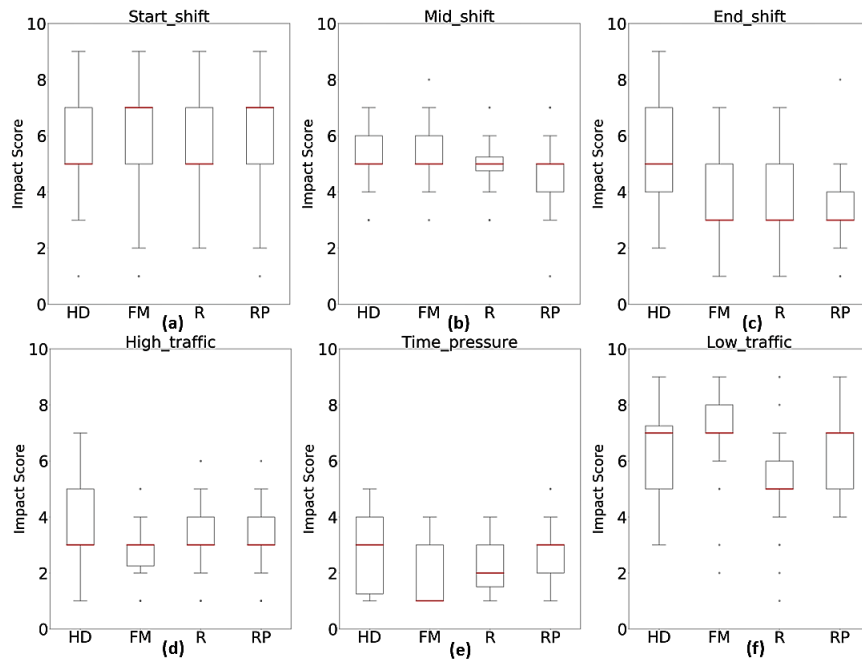 Start_shift
Mid_shift
End_shift
10
8
6
4
2
0
Impact Score
HD FM R RP
(a)
10
8
6
4
2
0
Impact Score
HD FM R RP
(b)
10
8
6
4
2
0
Impact Score
HD FM R RP
(c)
High_traffic
Time_pressure
Low_traffic
10
8
6
4
2
0
Impact Score
HD FM R RP
(d)
10
8
6
4
2
0
Impact Score
HD FM R RP
(e)
10
8
6
4
2
0
Impact Score
HD FM R RP
(f)